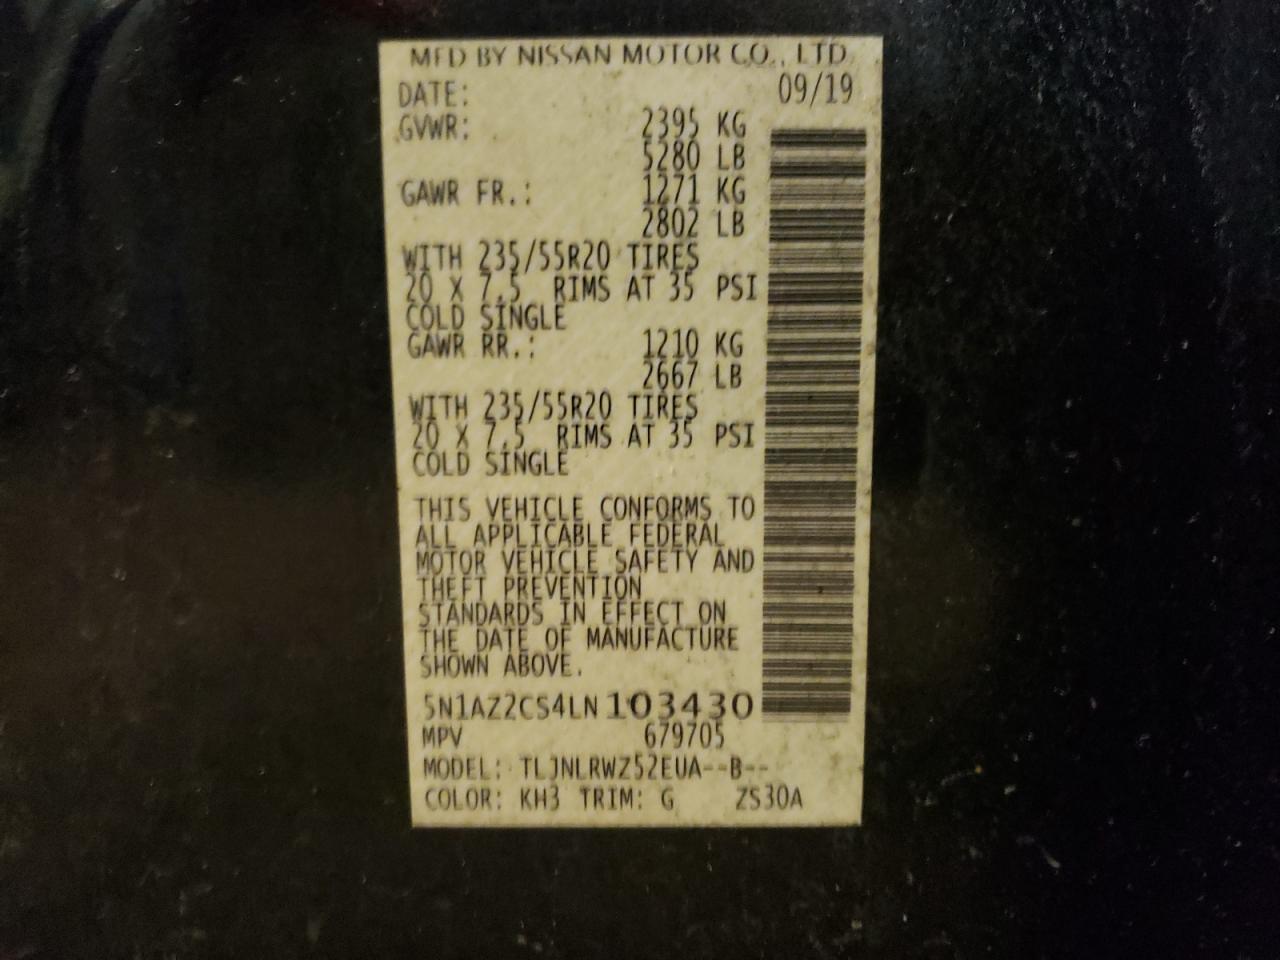 MFD BY NISSAN MOTOR CO., LTD.
DATE: 09/19
GVWR: 2395 KG
5280 LB
GAWR FR.: 1271 KG
2802 LB
WITH 235/55R20 TIRES
20 X 7.5 RIMS AT 35 PSI
COLD SINGLE
GAWR RR.: 1210 KG
2667 LB
WITH 235/55R20 TIRES
20 X 7.5 RIMS AT 35 PSI
COLD SINGLE
THIS VEHICLE CONFORMS TO
ALL APPLICABLE FEDERAL
MOTOR VEHICLE SAFETY AND
THEFT PREVENTION
STANDARDS IN EFFECT ON
THE DATE OF MANUFACTURE
SHOWN ABOVE.
5N1AZ2CS4LN103430
MPV 679705
MODEL: TLJNLRWZ52EUA--B--
COLOR: KH3 TRIM: G ZS30A